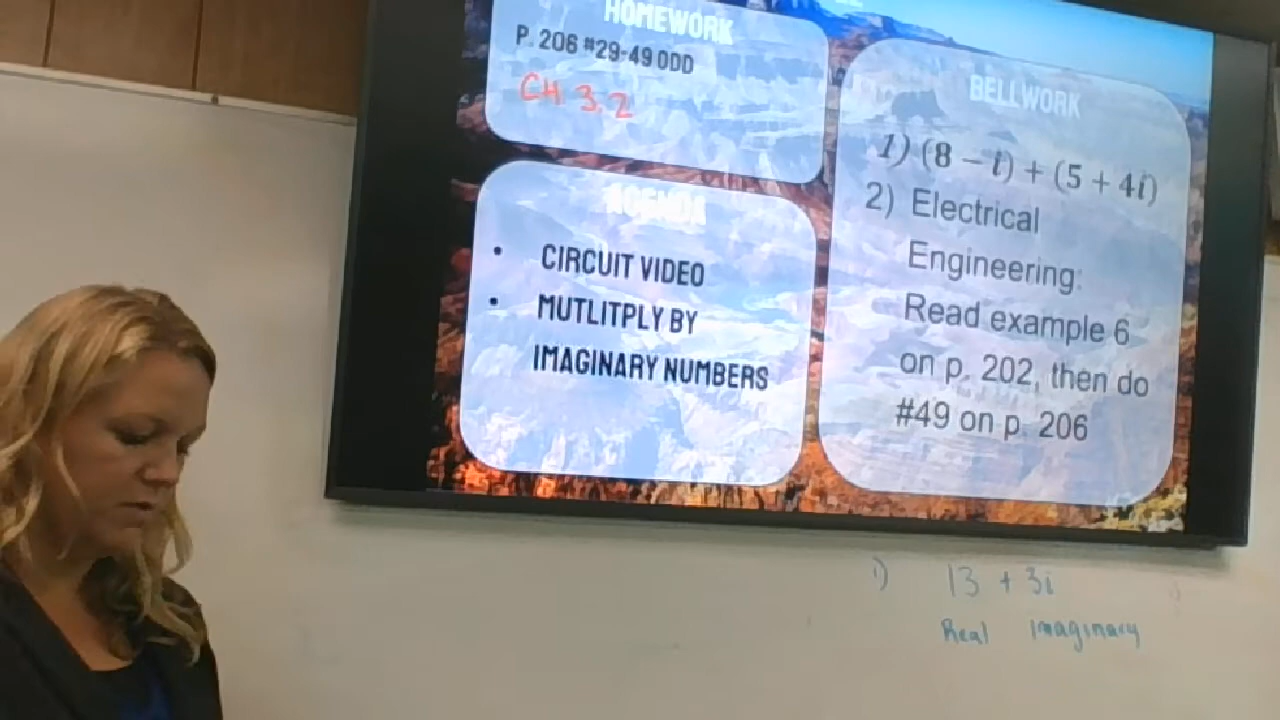 HOMEWORK
P. 206 #29-49 ODD
CH 3.2
AGENDA
• CIRCUIT VIDEO
• MUTLITPLY BY
IMAGINARY NUMBERS
BELLWORK
1) (8 − i) + (5 + 4i)
2) Electrical
Engineering:
Read example 6
on p. 202, then do
#49 on p. 206
1) 13 + 3i
Real Imaginary